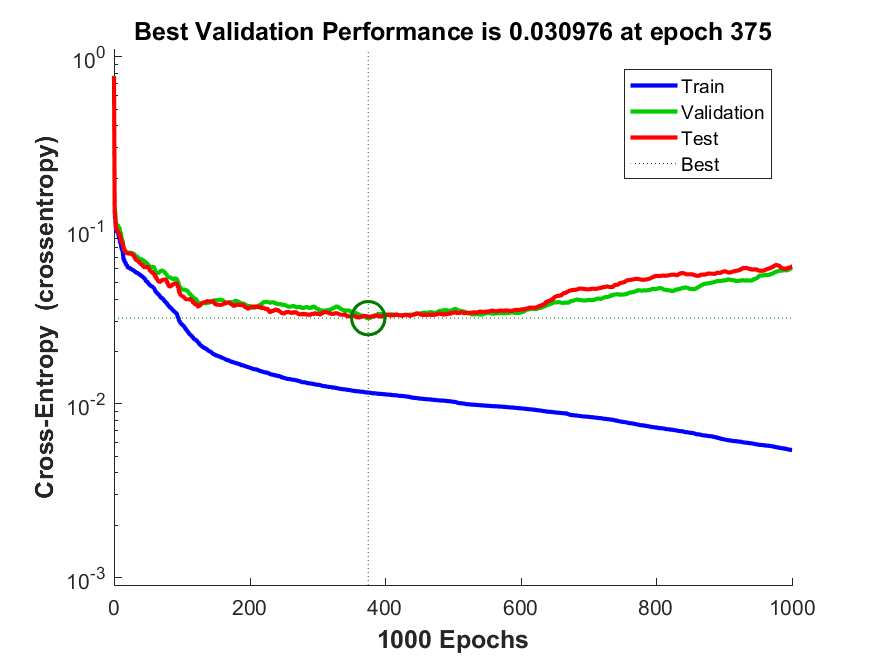 Best Validation Performance is 0.030976 at epoch 375
Train
Validation
Test
Best
Cross-Entropy (crossentropy)
10^0
10^-1
10^-2
10^-3
0 200 400 600 800 1000
1000 Epochs